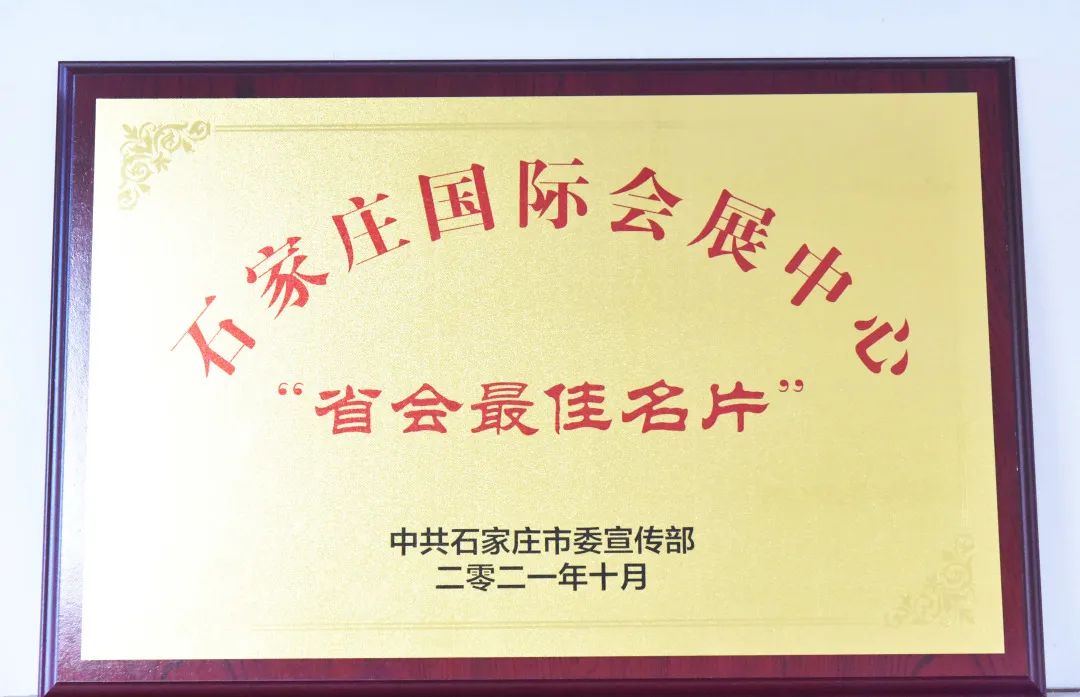 石家庄国际会展中心
“省会最佳名片”
中共石家庄市委宣传部
二零二一年十月